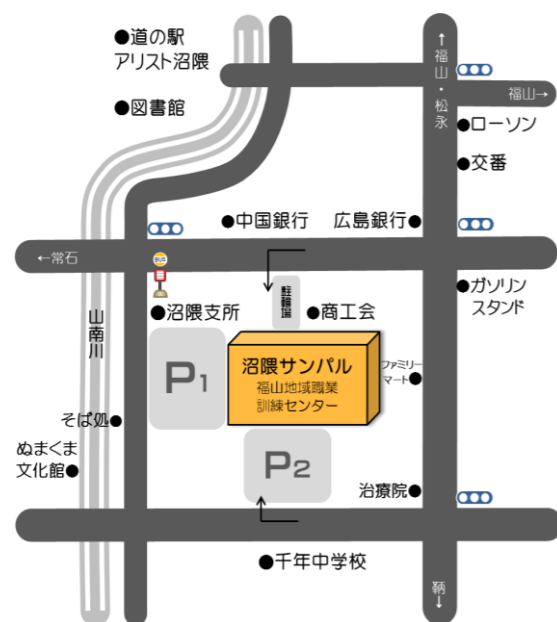 ●道の駅
アリスト沼隈
●図書館
↑福山・松永
福山→
●ローソン
●交番
●中国銀行
広島銀行●
←常石
●ガソリン
スタンド
駐輪場
●沼隈支所
●商工会
山南川
P1
沼隈サンパル
福山地域職業
訓練センター
ファミリー
マート●
そば処●
ぬまくま
文化館●
P2
治療院●
●千年中学校
鞆↓